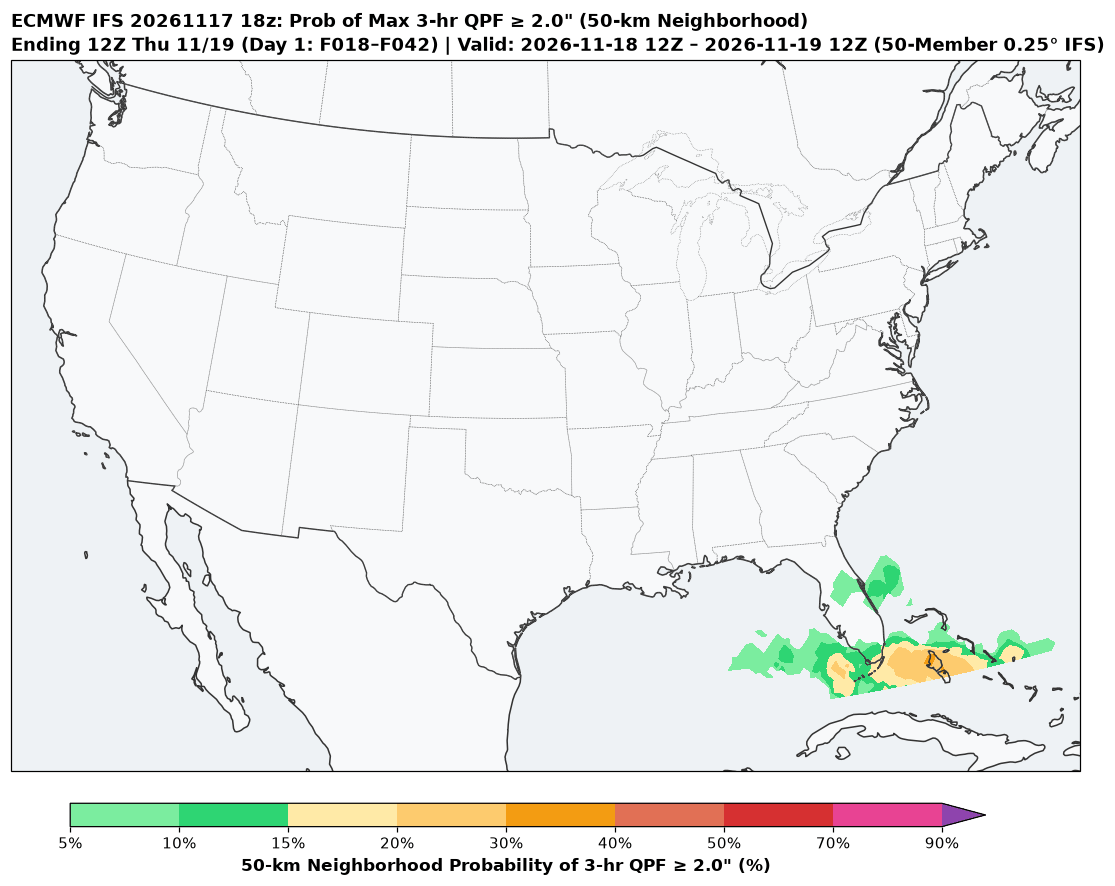 ECMWF IFS 20261117 18z: Prob of Max 3-hr QPF ≥ 2.0" (50-km Neighborhood)
Ending 12Z Thu 11/19 (Day 1: F018–F042) | Valid: 2026-11-18 12Z – 2026-11-19 12Z (50-Member 0.25° IFS)
5% 10% 15% 20% 30% 40% 50% 70% 90%
50-km Neighborhood Probability of 3-hr QPF ≥ 2.0" (%)